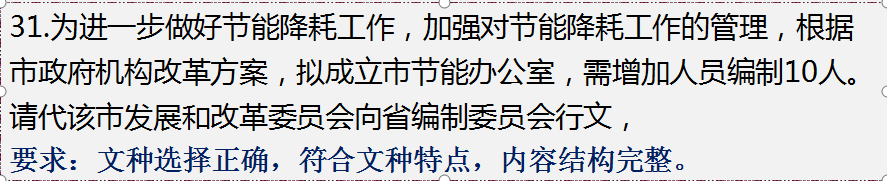 31.为进一步做好节能降耗工作，加强对节能降耗工作的管理，根据
市政府机构改革方案，拟成立市节能办公室，需增加人员编制10人。
请代该市发展和改革委员会向省编制委员会行文，
要求：文种选择正确，符合文种特点，内容结构完整。